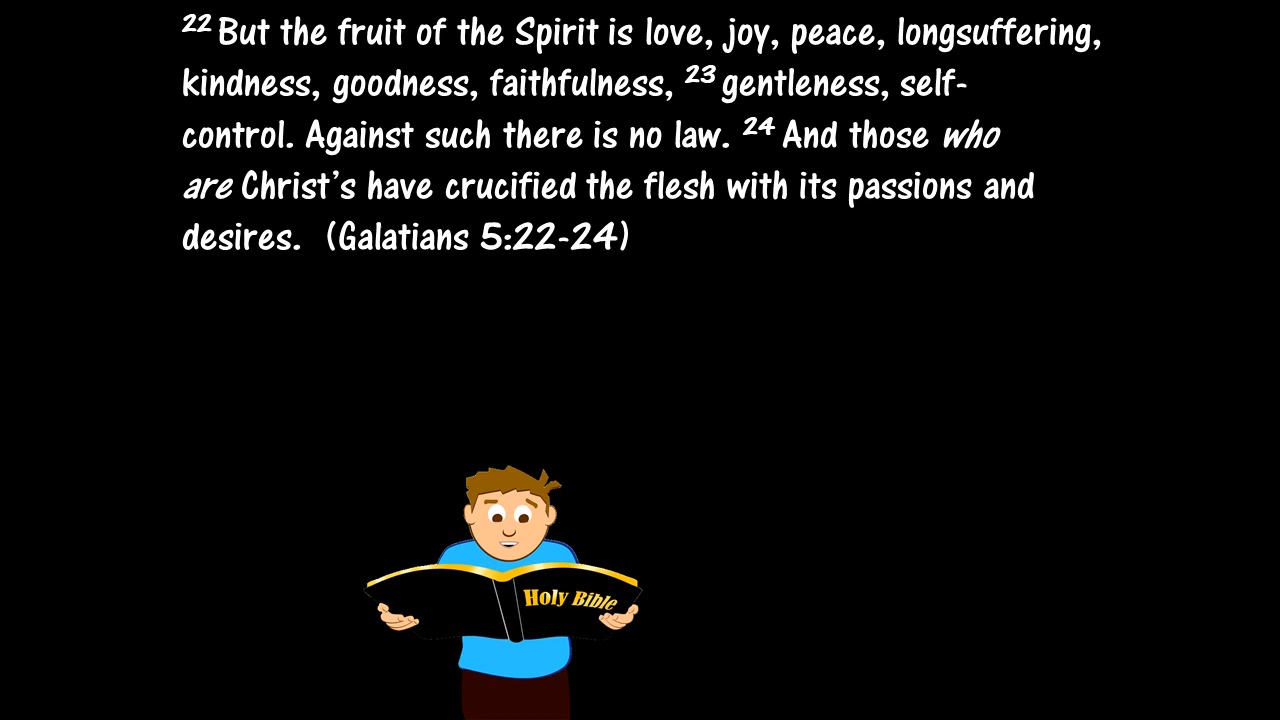 22 But the fruit of the Spirit is love, joy, peace, longsuffering,
kindness, goodness, faithfulness, 23 gentleness, self-
control. Against such there is no law. 24 And those who
are Christ’s have crucified the flesh with its passions and
desires. (Galatians 5:22-24)
Holy Bible